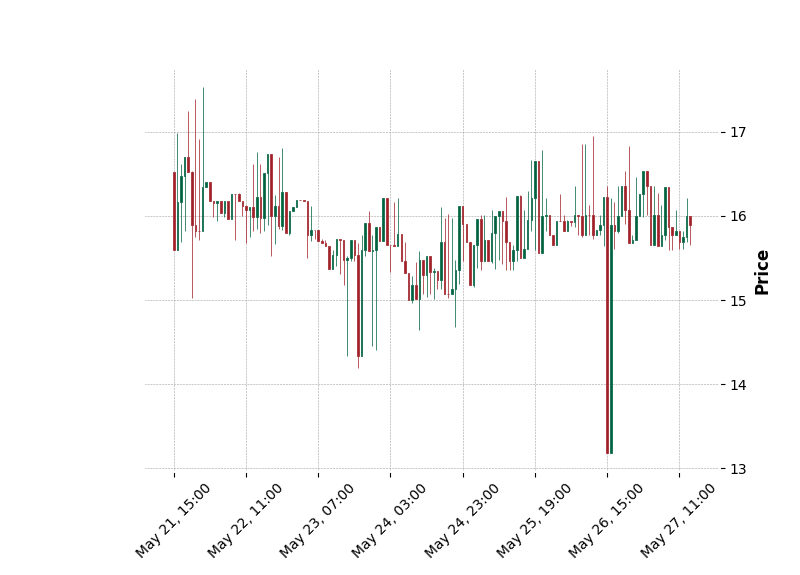 17
16
15
14
13
Price
May 21, 15:00
May 22, 11:00
May 23, 07:00
May 24, 03:00
May 24, 23:00
May 25, 19:00
May 26, 15:00
May 27, 11:00